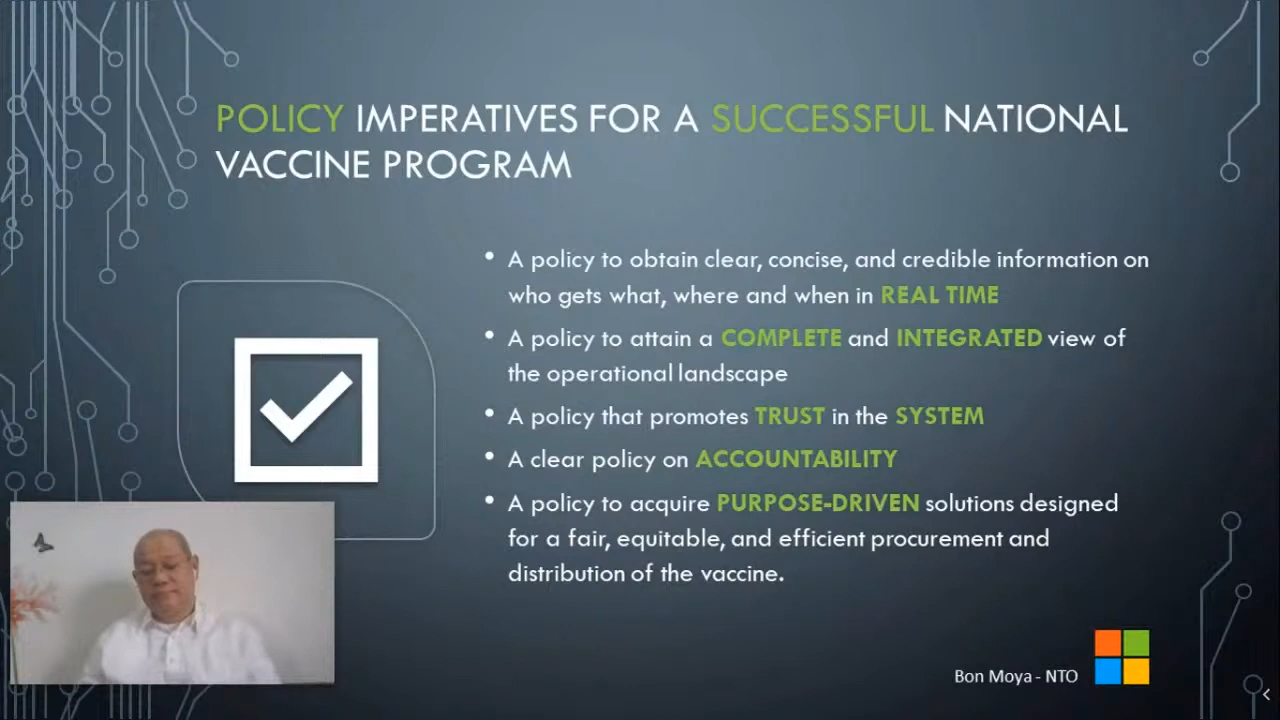 POLICY IMPERATIVES FOR A SUCCESSFUL NATIONAL
VACCINE PROGRAM
• A policy to obtain clear, concise, and credible information on
who gets what, where and when in REAL TIME
• A policy to attain a COMPLETE and INTEGRATED view of
the operational landscape
• A policy that promotes TRUST in the SYSTEM
• A clear policy on ACCOUNTABILITY
• A policy to acquire PURPOSE-DRIVEN solutions designed
for a fair, equitable, and efficient procurement and
distribution of the vaccine.
Bon Moya - NTO